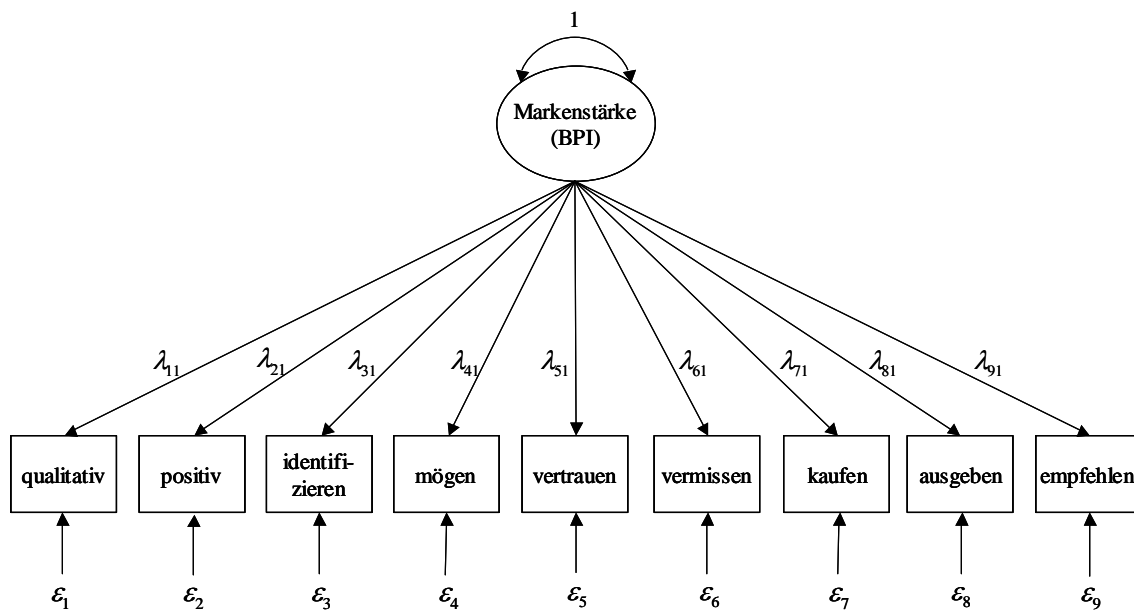 1
Markenstärke
(BPI)
λ11 λ21 λ31 λ41 λ51 λ61 λ71 λ81 λ91
qualitativ positiv identifi-
zieren mögen vertrauen vermissen kaufen ausgeben empfehlen
ε1 ε2 ε3 ε4 ε5 ε6 ε7 ε8 ε9